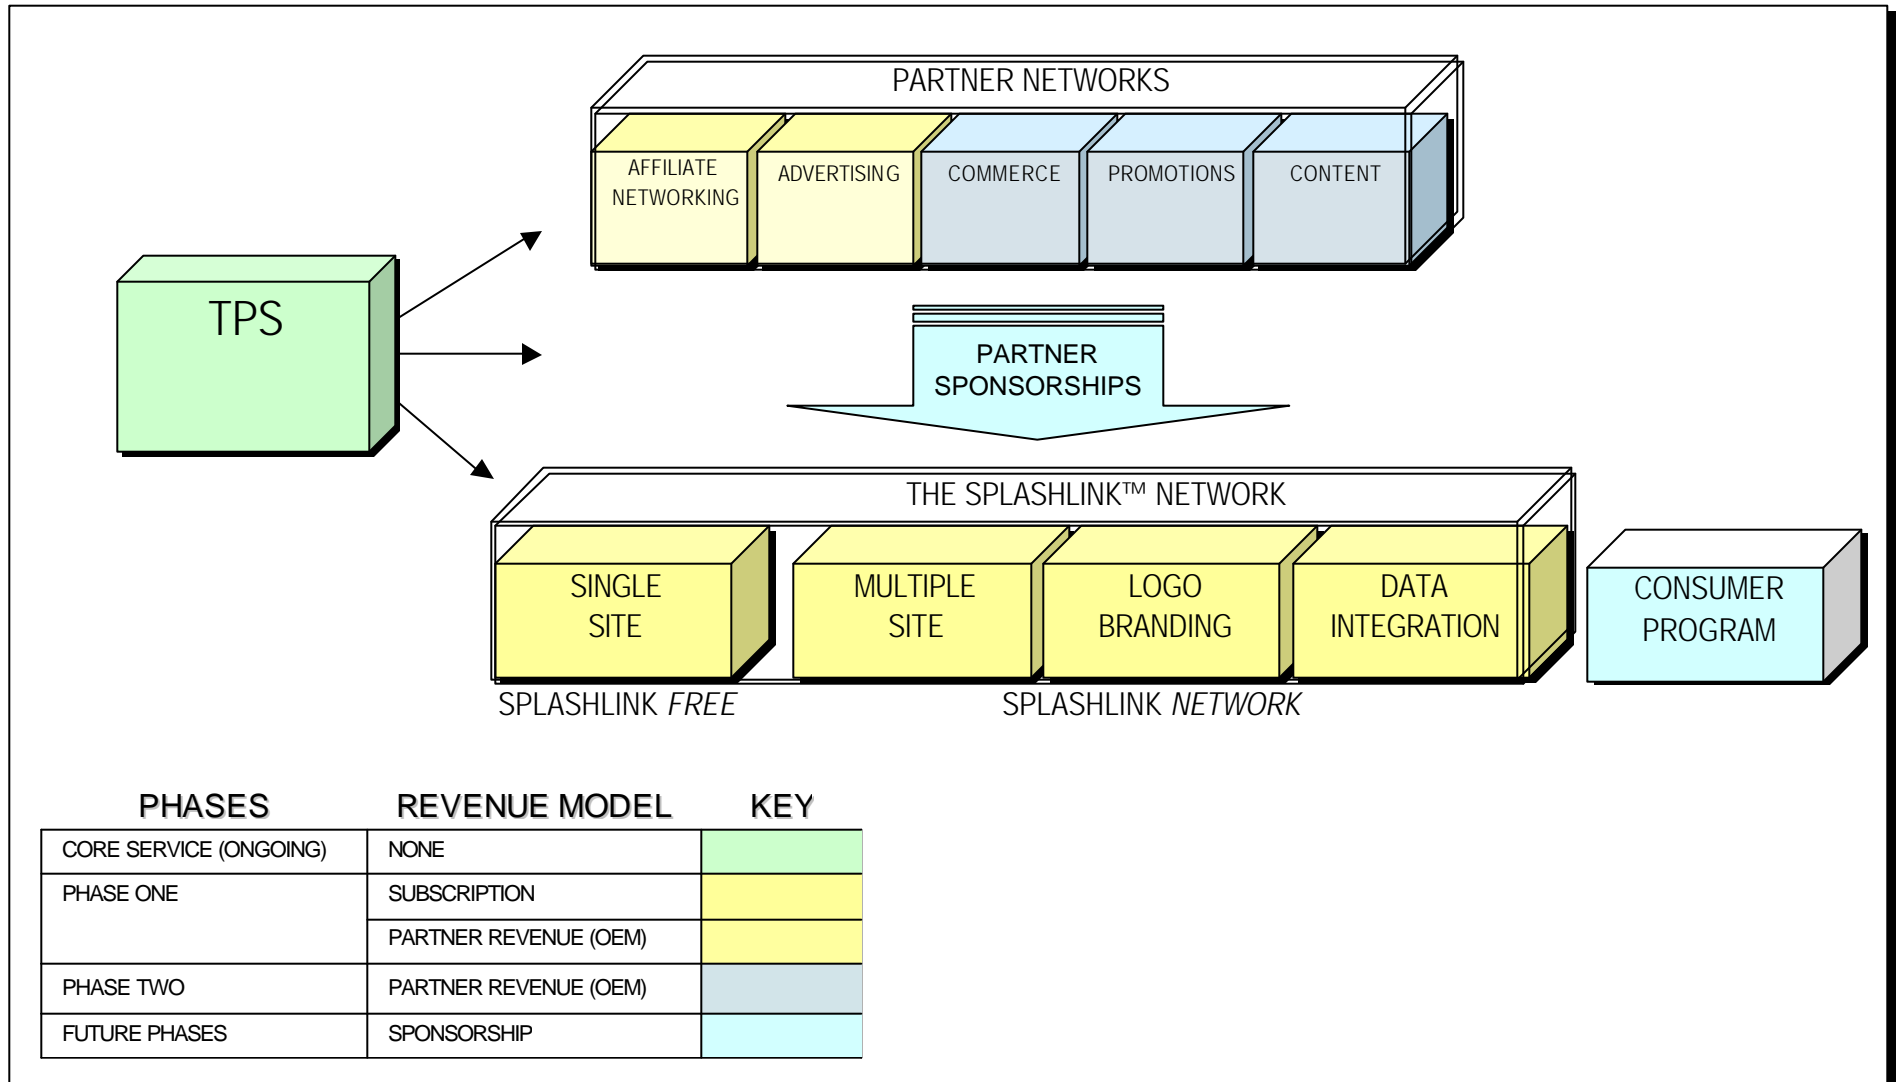 PARTNER NETWORKS
AFFILIATE
NETWORKING
ADVERTISING
COMMERCE
PROMOTIONS
CONTENT
TPS
PARTNER
SPONSORSHIPS
THE SPLASHLINK™ NETWORK
SINGLE
SITE
MULTIPLE
SITE
LOGO
BRANDING
DATA
INTEGRATION
CONSUMER
PROGRAM
SPLASHLINK FREE
SPLASHLINK NETWORK
PHASES REVENUE MODEL KEY
CORE SERVICE (ONGOING) NONE
PHASE ONE SUBSCRIPTION
PARTNER REVENUE (OEM)
PHASE TWO PARTNER REVENUE (OEM)
FUTURE PHASES SPONSORSHIP